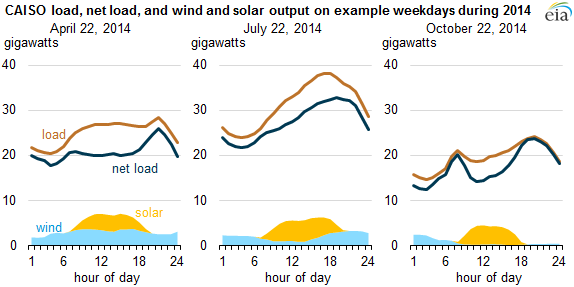 CAISO load, net load, and wind and solar output on example weekdays during 2014
eia
April 22, 2014
July 22, 2014
October 22, 2014
gigawatts
gigawatts
gigawatts
40
40
40
30
30
30
load
20
20
20
net load
10
10
10
solar
wind
0
0
0
1 6 12 18 24
1 6 12 18 24
1 6 12 18 24
hour of day
hour of day
hour of day